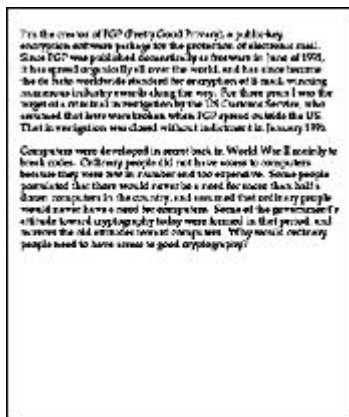 I'm the creator of PGP (Pretty Good Privacy), a public-key
encryption software package for the protection of electronic mail.
Since PGP was published domestically as freeware in June of 1991,
it has spread organically all over the world, and has since become
the de facto worldwide standard for encryption of E-mail, winning
numerous industry awards along the way. For three years I was the
target of a criminal investigation by the US Customs Service, who
assumed that laws were broken when PGP spread outside the US.
That investigation was closed without indictment in January 1996.
Computers were developed in secret back in World War II mainly to
break codes. Ordinary people did not have access to computers,
because they were few in number and too expensive. Some people
postulated that there would never be a need for more than half a
dozen computers in the country, and assumed that ordinary people
would never have a need for computers. Some of the government's
attitude toward cryptography today were formed in that period, and
mirrors the old attitudes toward computers. Why would ordinary
people need to have access to good cryptography?